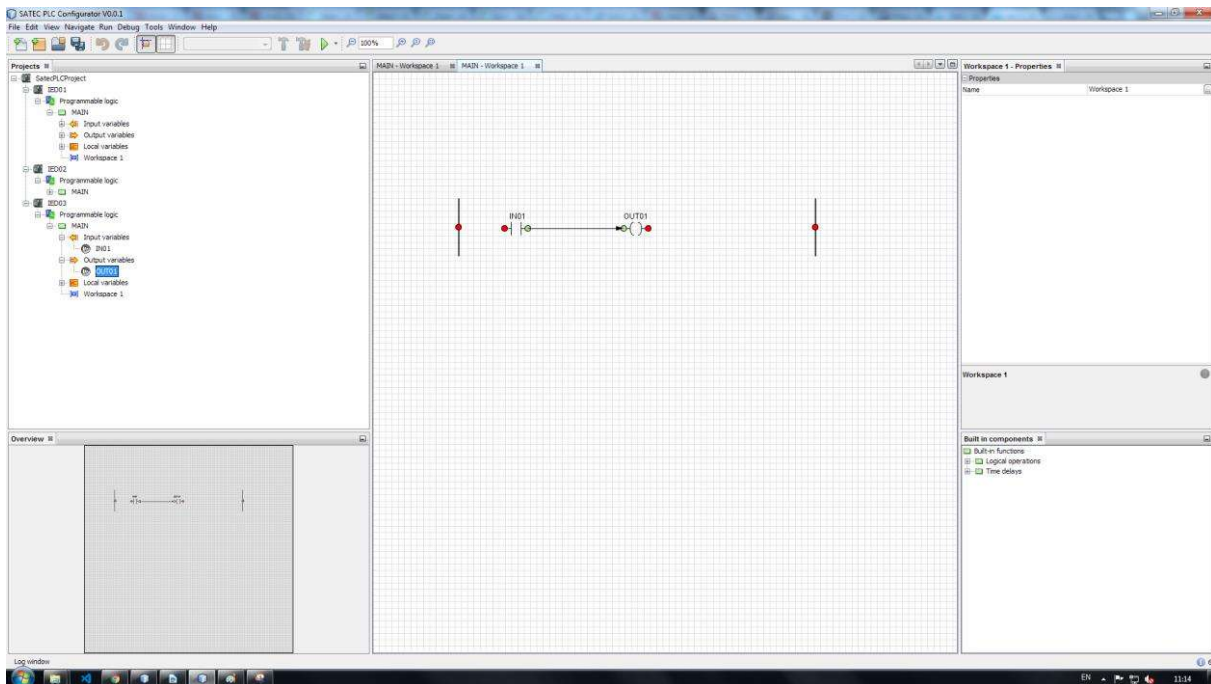 SATEC PLC Configurator V0.0.1
File Edit View Navigate Run Debug Tools Window Help
100%
Projects
SatecPLCProject
IED01
Programmable logic
MAIN
Input variables
Output variables
Local variables
Workspace 1
IED02
Programmable logic
MAIN
IED03
Programmable logic
MAIN
Input variables
IN01
Output variables
OUT01
Local variables
Workspace 1
Overview
MAIN - Workspace 1 MAIN - Workspace 1
IN01 OUT01
Workspace 1 - Properties
Properties
Name Workspace 1
Workspace 1
Built in components
Built-in functions
Logical operations
Time delays
Log window
6
EN 11:14